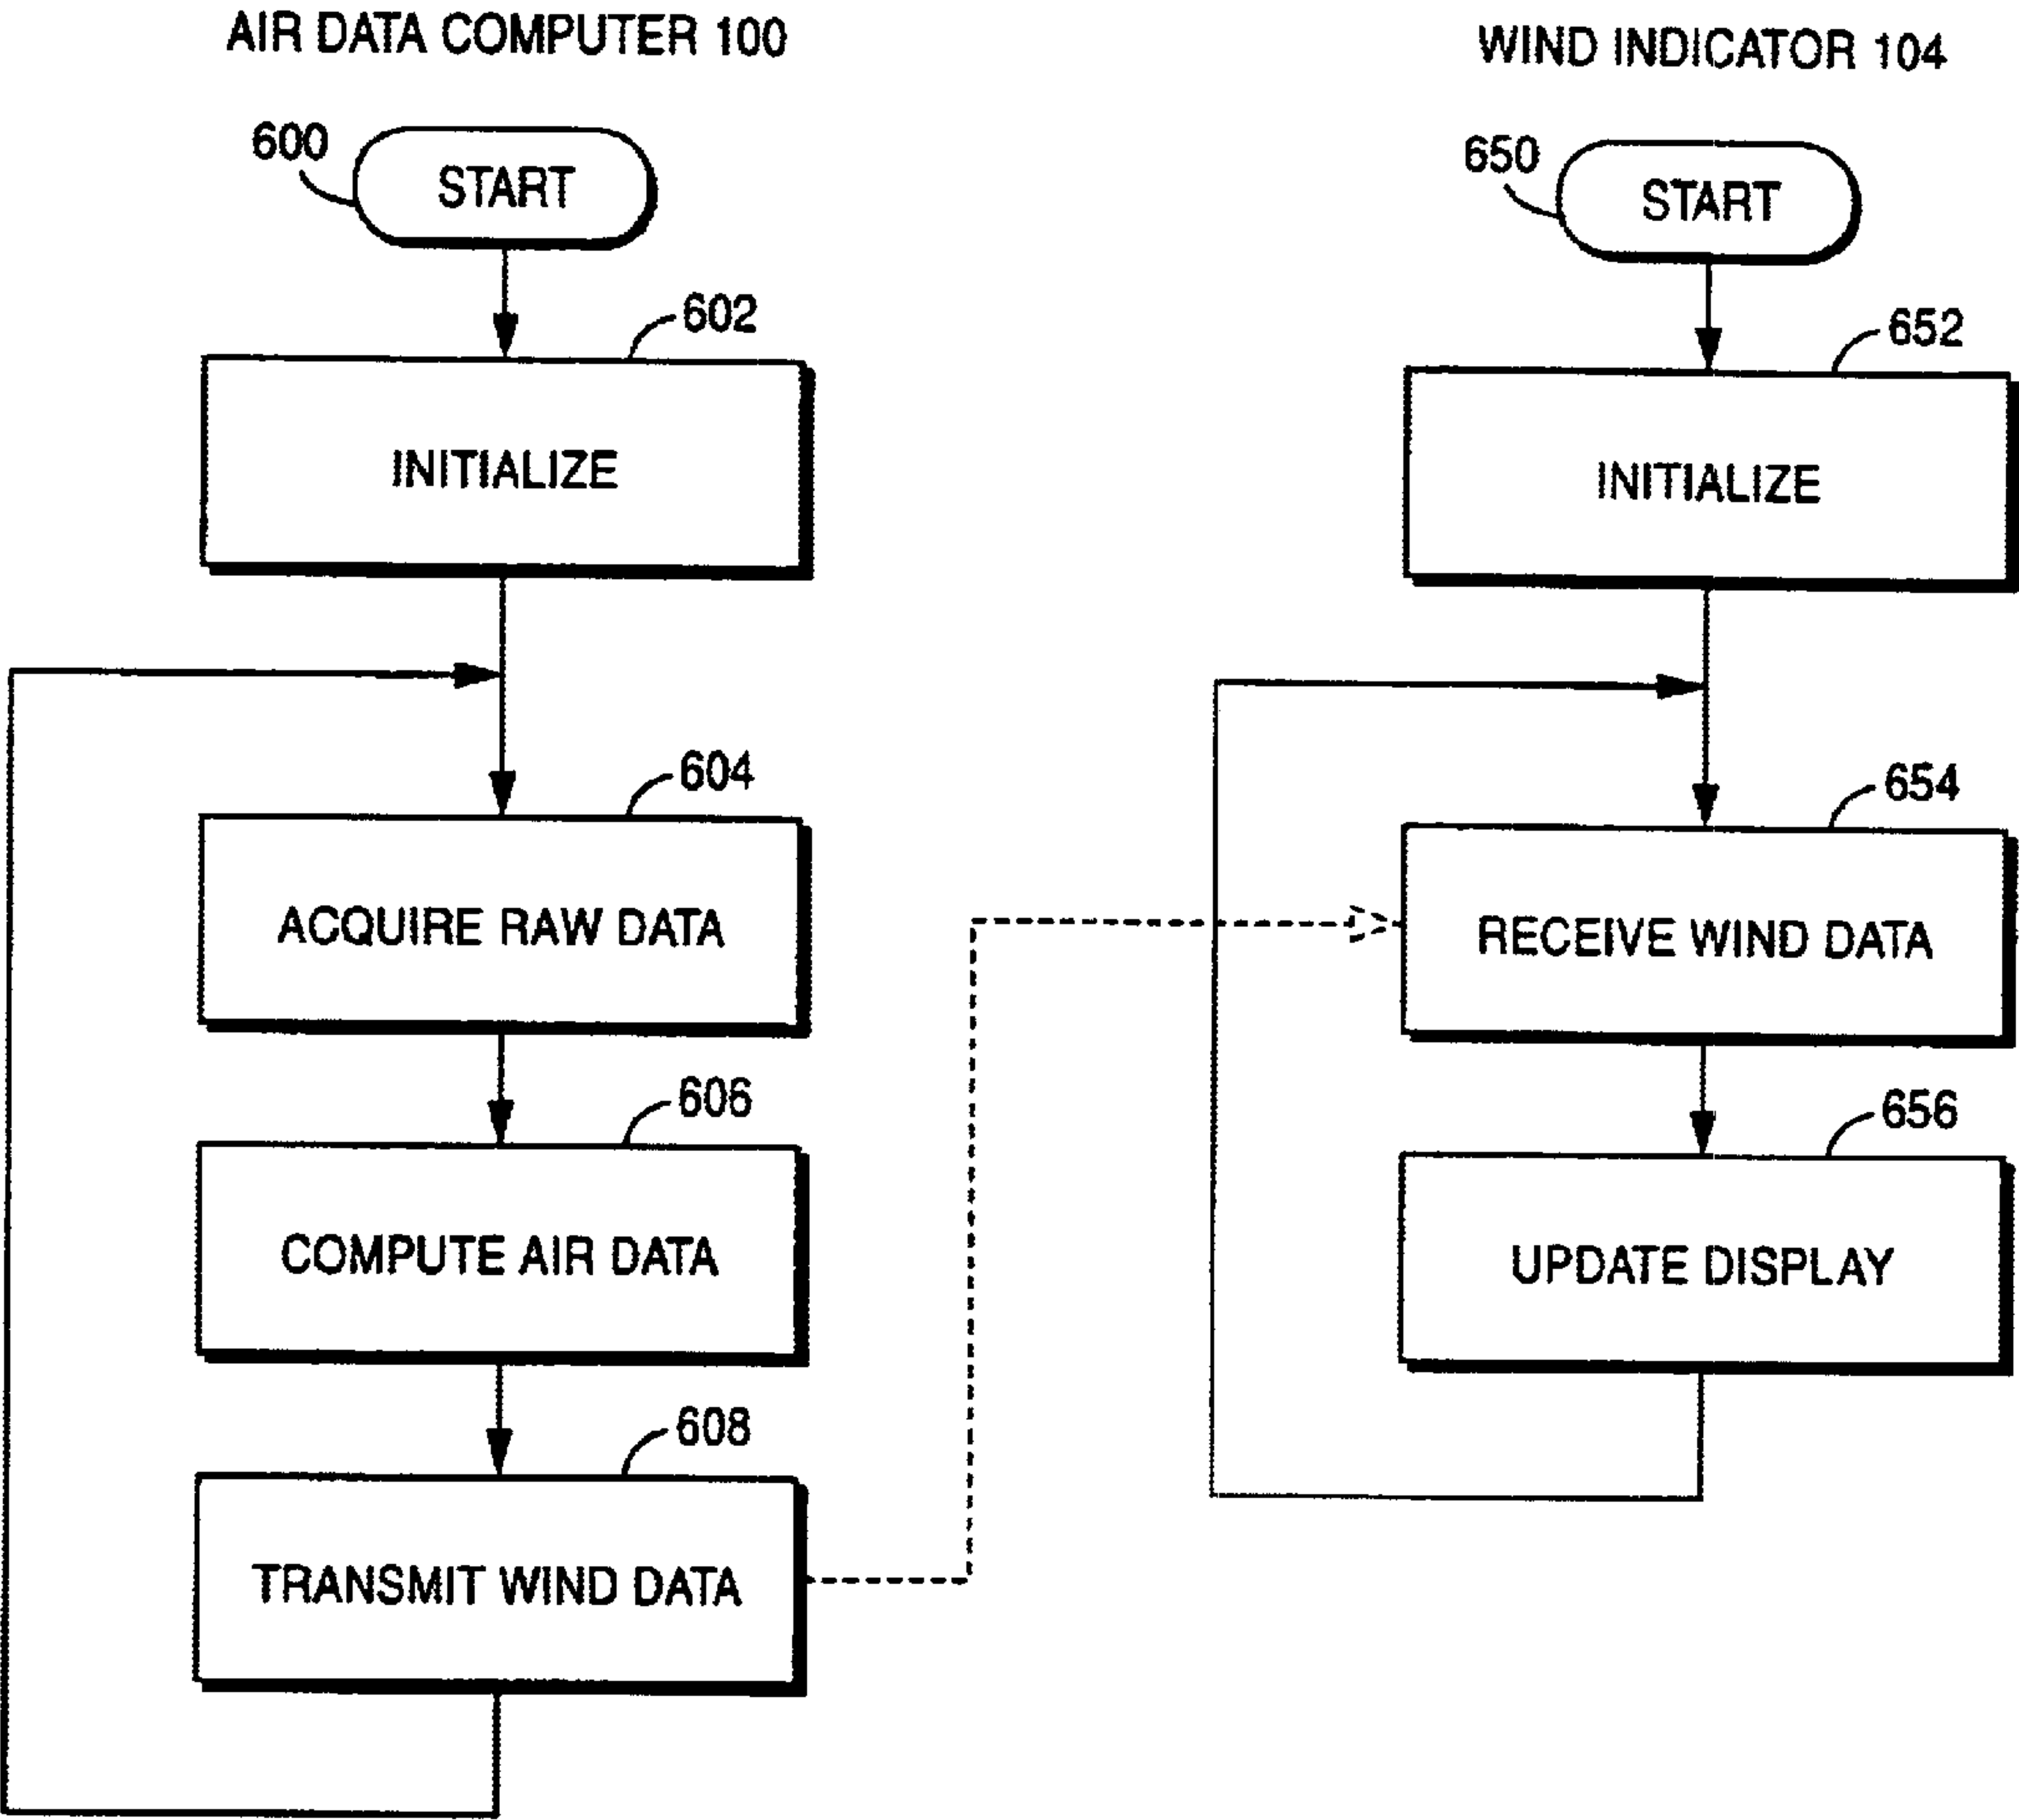 AIR DATA COMPUTER 100
600
START
602
INITIALIZE
604
ACQUIRE RAW DATA
606
COMPUTE AIR DATA
608
TRANSMIT WIND DATA
WIND INDICATOR 104
650
START
652
INITIALIZE
654
RECEIVE WIND DATA
656
UPDATE DISPLAY